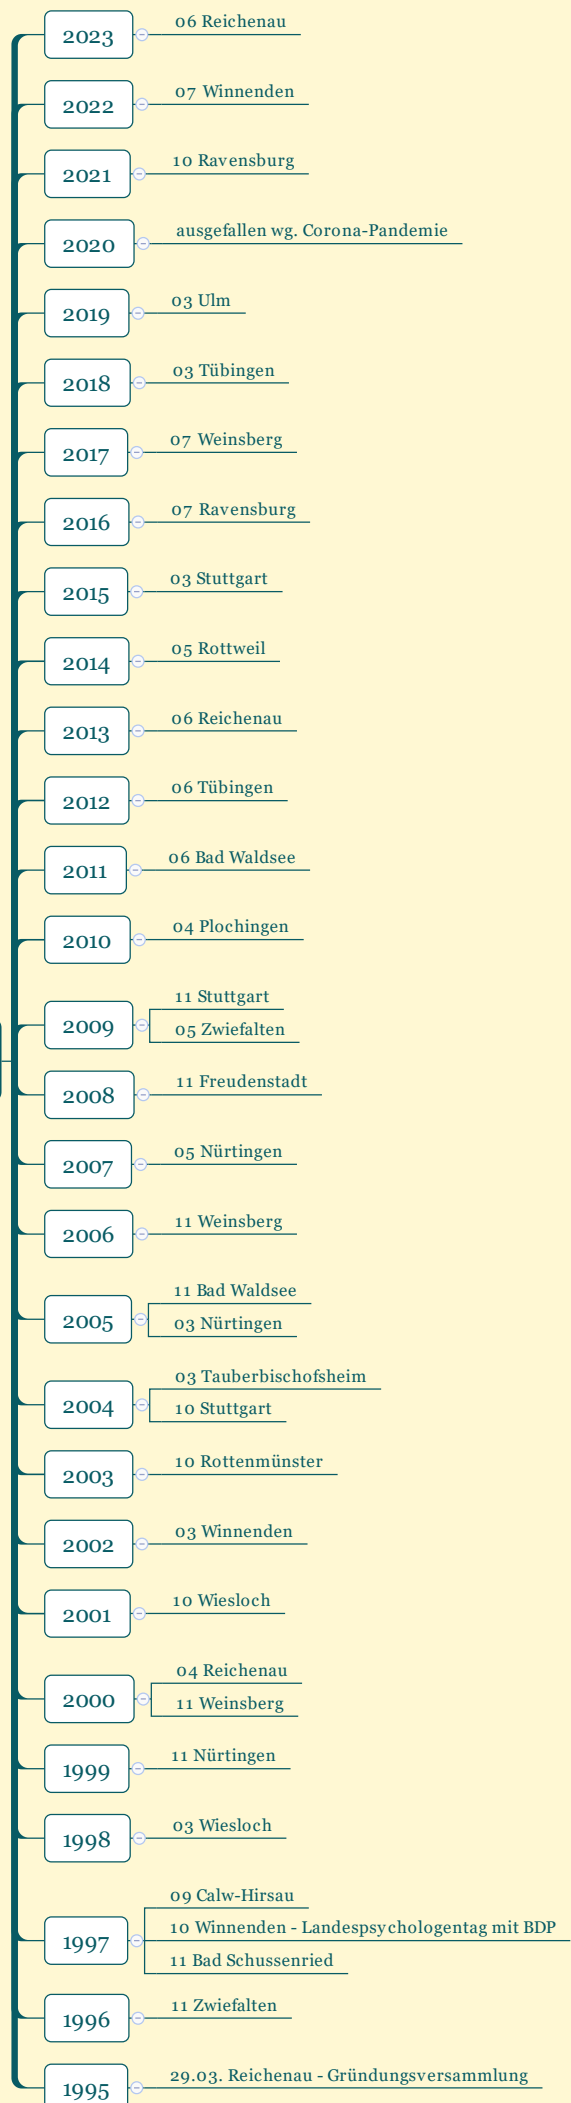 2023
06 Reichenau
2022
07 Winnenden
2021
10 Ravensburg
2020
ausgefallen wg. Corona-Pandemie
2019
03 Ulm
2018
03 Tübingen
2017
07 Weinsberg
2016
07 Ravensburg
2015
03 Stuttgart
2014
05 Rottweil
2013
06 Reichenau
2012
06 Tübingen
2011
06 Bad Waldsee
2010
04 Plochingen
2009
11 Stuttgart
05 Zwiefalten
2008
11 Freudenstadt
2007
05 Nürtingen
2006
11 Weinsberg
2005
11 Bad Waldsee
03 Nürtingen
2004
03 Tauberbischofsheim
10 Stuttgart
2003
10 Rottenmünster
2002
03 Winnenden
2001
10 Wiesloch
2000
04 Reichenau
11 Weinsberg
1999
11 Nürtingen
1998
03 Wiesloch
1997
09 Calw-Hirsau
10 Winnenden - Landespsychologentag mit BDP
11 Bad Schussenried
1996
11 Zwiefalten
1995
29.03. Reichenau - Gründungsversammlung